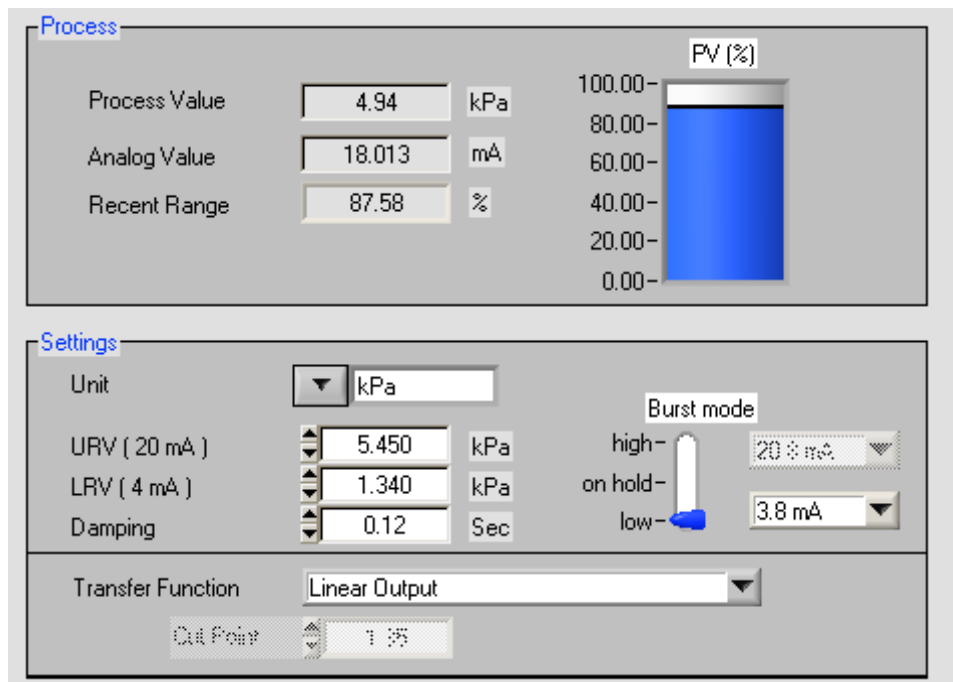 Process
PV (%)
Process Value 4.94 kPa
Analog Value 18.013 mA
Recent Range 87.58 %
100.00
80.00
60.00
40.00
20.00
0.00
Settings
Unit kPa
Burst mode
URV ( 20 mA ) 5.450 kPa
LRV ( 4 mA ) 1.340 kPa
Damping 0.12 Sec
high
on hold
low
3.8 mA
Transfer Function Linear Output
Cut Point